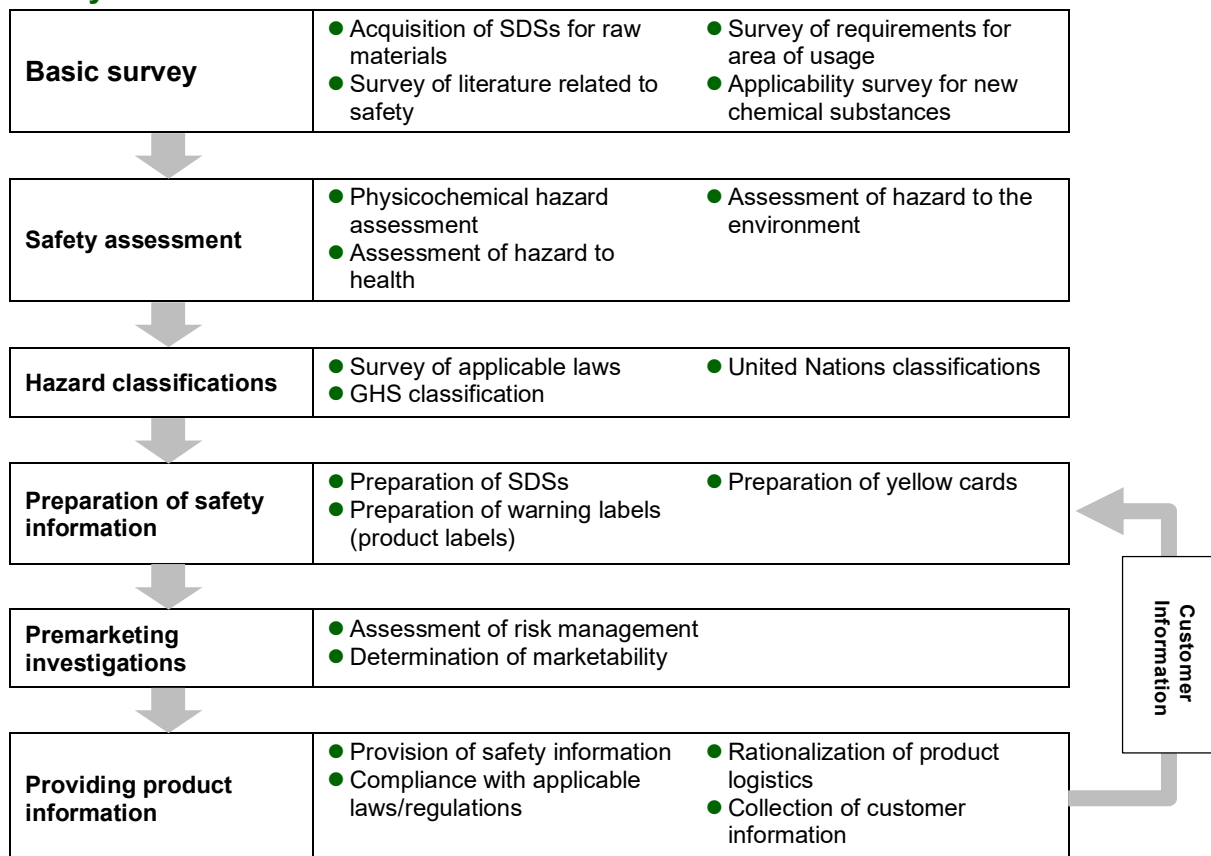 Basic survey
● Acquisition of SDSs for raw
materials
● Survey of literature related to
safety
● Survey of requirements for
area of usage
● Applicability survey for new
chemical substances
Safety assessment
● Physicochemical hazard
assessment
● Assessment of hazard to
health
● Assessment of hazard to the
environment
Hazard classifications
● Survey of applicable laws
● GHS classification
● United Nations classifications
Preparation of safety
information
● Preparation of SDSs
● Preparation of warning labels
(product labels)
● Preparation of yellow cards
Premarketing
investigations
● Assessment of risk management
● Determination of marketability
Providing product
information
● Provision of safety information
● Compliance with applicable
laws/regulations
● Rationalization of product
logistics
● Collection of customer
information
Customer
Information